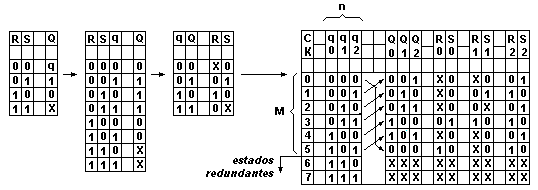 n
R S Q
0 0 q
0 1 1
1 0 0
1 1 X
R S q Q
0 0 0 0
0 0 1 1
0 1 0 1
0 1 1 1
1 0 0 0
1 0 1 0
1 1 0 X
1 1 1 X
q Q R S
0 0 X 0
0 1 0 1
1 0 1 0
1 1 0 X
C q q q Q Q Q R S R S R S
K 0 1 2 0 1 2 0 0 1 1 2 2
0 0 0 0 0 0 1 X 0 X 0 0 1
1 0 0 1 0 1 0 X 0 0 1 1 0
2 0 1 0 0 1 1 X 0 0 X 0 1
3 0 1 1 1 0 0 0 1 1 0 1 0
4 1 0 0 1 0 1 0 X X 0 0 1
5 1 0 1 0 0 0 1 0 X 0 1 0
6 1 1 0 X X X X X X X X X
7 1 1 1 X X X X X X X X X
M
estados
redundantes